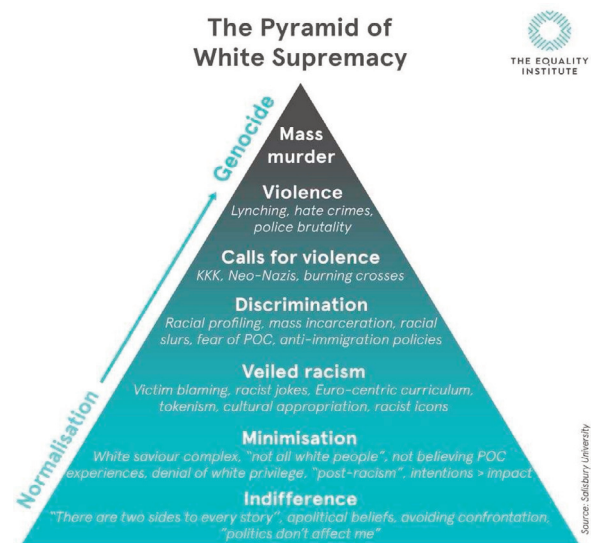 The Pyramid of
White Supremacy
THE EQUALITY
INSTITUTE
Genocide
Normalisation
Mass
murder
Violence
Lynching, hate crimes,
police brutality
Calls for violence
KKK, Neo-Nazis, burning crosses
Discrimination
Racial profiling, mass incarceration, racial
slurs, fear of POC, anti-immigration policies
Veiled racism
Victim blaming, racist jokes, Euro-centric curriculum,
tokenism, cultural appropriation, racist icons
Minimisation
White saviour complex, "not all white people", not believing POC
experiences, denial of white privilege, "post-racism", intentions > impact
Indifference
"There are two sides to every story", apolitical beliefs, avoiding confrontation,
"politics don't affect me"
Source: Salisbury University